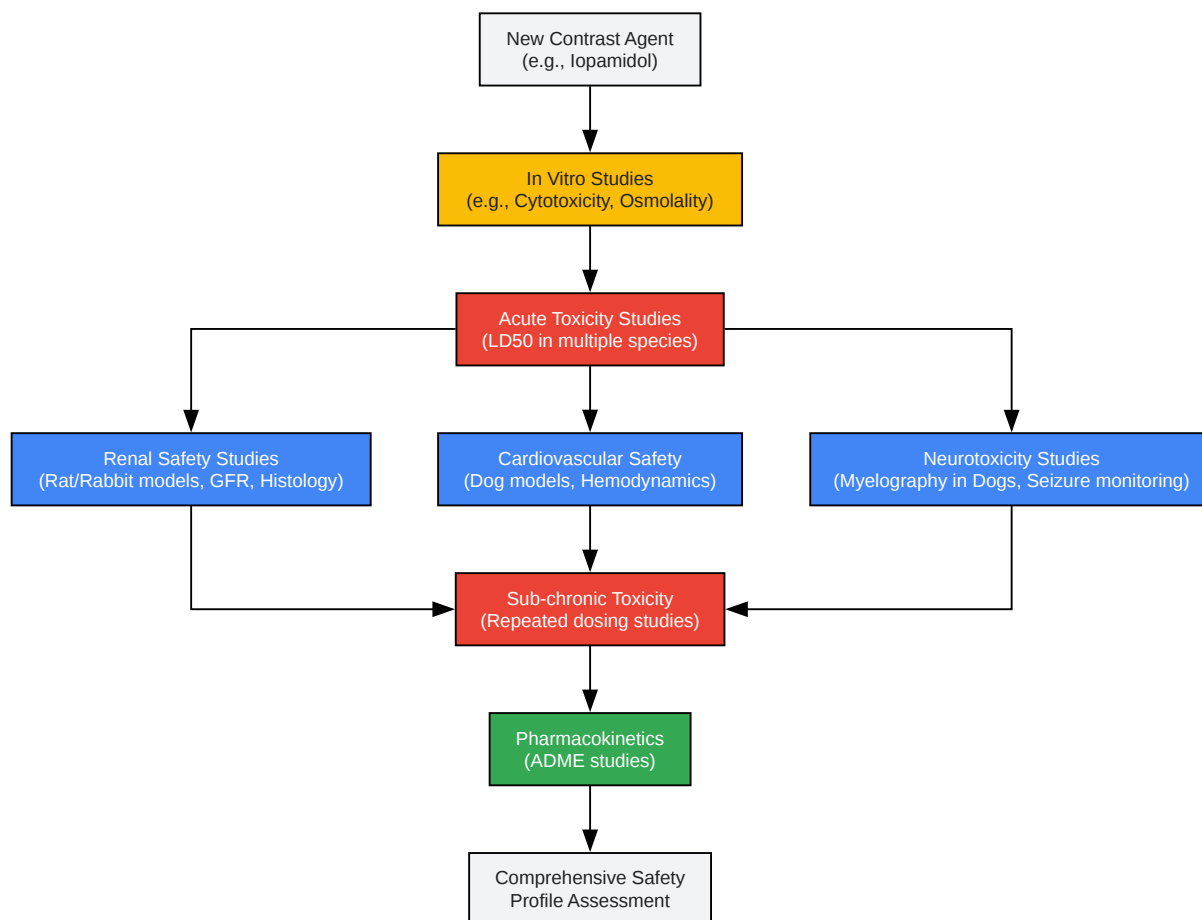 New Contrast Agent
(e.g., Iopamidol)
In Vitro Studies
(e.g., Cytotoxicity, Osmolality)
Acute Toxicity Studies
(LD50 in multiple species)
Renal Safety Studies
(Rat/Rabbit models, GFR, Histology)
Cardiovascular Safety
(Dog models, Hemodynamics)
Neurotoxicity Studies
(Myelography in Dogs, Seizure monitoring)
Sub-chronic Toxicity
(Repeated dosing studies)
Pharmacokinetics
(ADME studies)
Comprehensive Safety
Profile Assessment